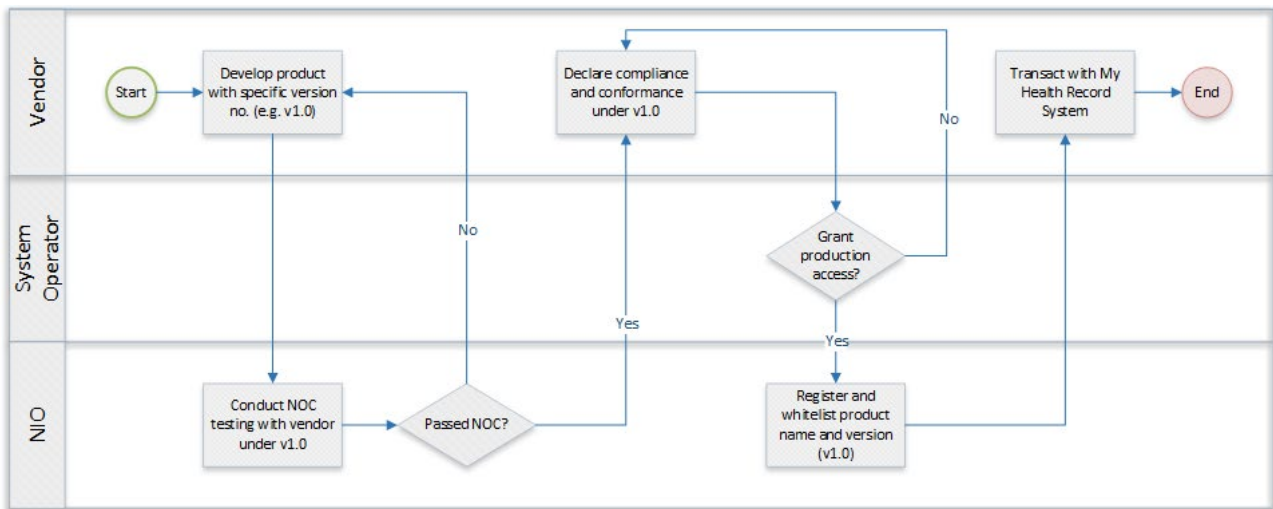 Vendor
Start
Develop product
with specific version
no. (e.g. v1.0)
Declare compliance
and conformance
under v1.0
No
Transact with My
Health Record
System
End
System
Operator
No
Grant
production
access?
Yes
Yes
NIO
Conduct NOC
testing with vendor
under v1.0
Passed NOC?
Register and
whitelist product
name and version
(v1.0)